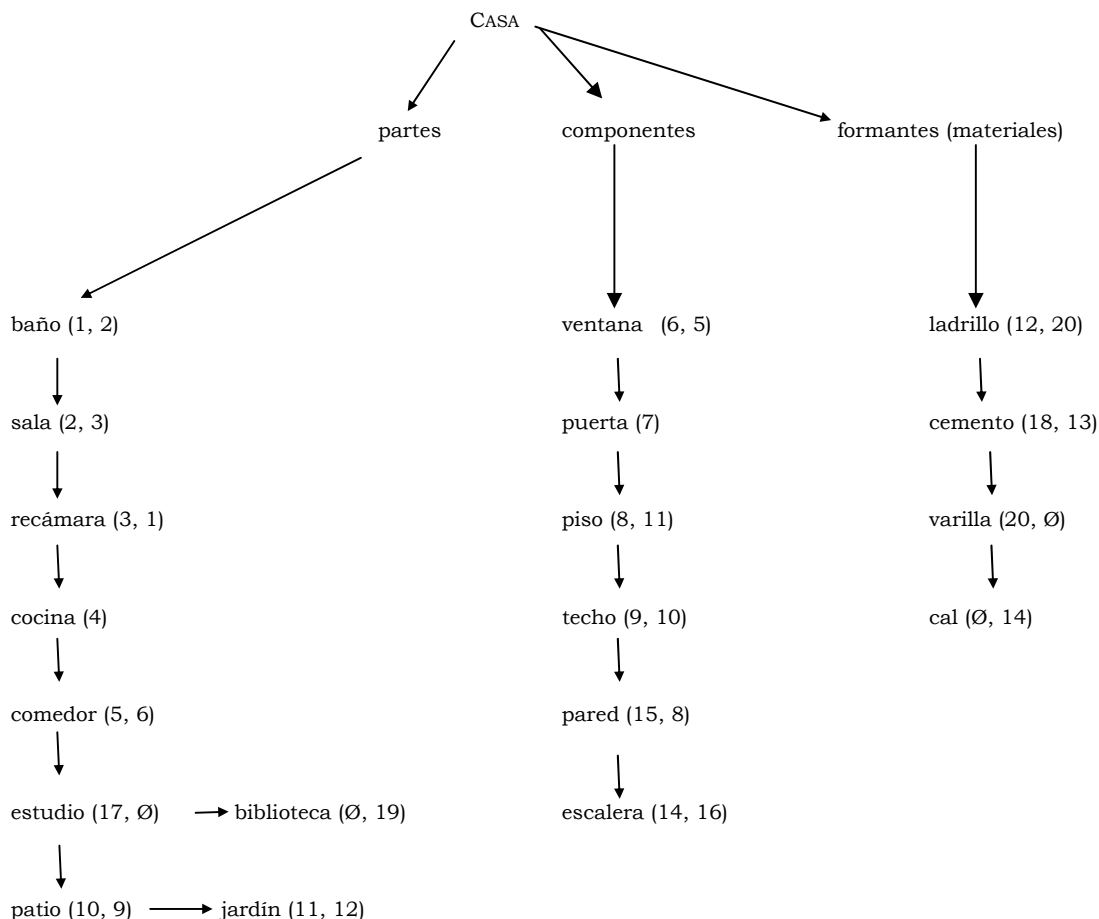 CASA
partes componentes formantes (materiales)
baño (1, 2) ventana (6, 5) ladrillo (12, 20)
sala (2, 3) puerta (7) cemento (18, 13)
recámara (3, 1) piso (8, 11) varilla (20, Ø)
cocina (4) techo (9, 10) cal (Ø, 14)
comedor (5, 6) pared (15, 8)
estudio (17, Ø) biblioteca (Ø, 19) escalera (14, 16)
patio (10, 9) jardín (11, 12)